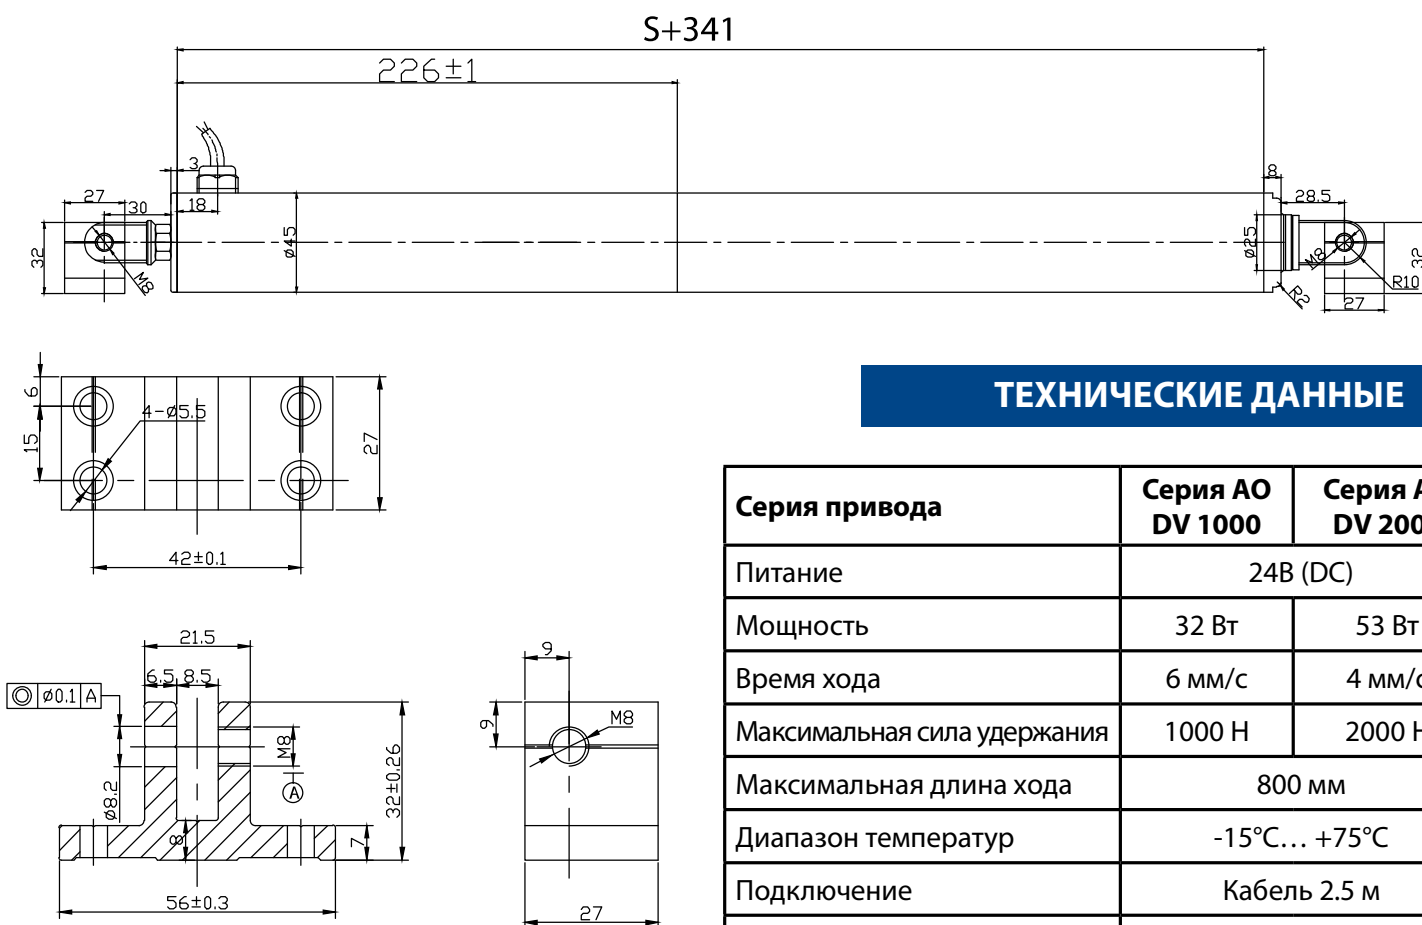 S+341
226±1
3
8
27
30
18
28.5
32
ø45
ø25
M8
M8
32
R10
R2
27
6
4-ø5.5
15
27
42±0.1
ТЕХНИЧЕСКИЕ ДАННЫЕ
Серия привода
Серия АО
DV 1000
Серия
Питание
24В (DC)
Мощность
32 Вт
53 Вт
Время хода
6 мм/с
4
Максимальная сила удержания
1000 Н
2000 Н
Максимальная длина хода
800 мм
Диапазон температур
-15°C… +75°C
Подключение
Кабель 2.5 м
21.5
6.5 8.5
ø0.1 A
M8
A
ø8.2
32±0.26
8
7
56±0.3
9
9
M8
27